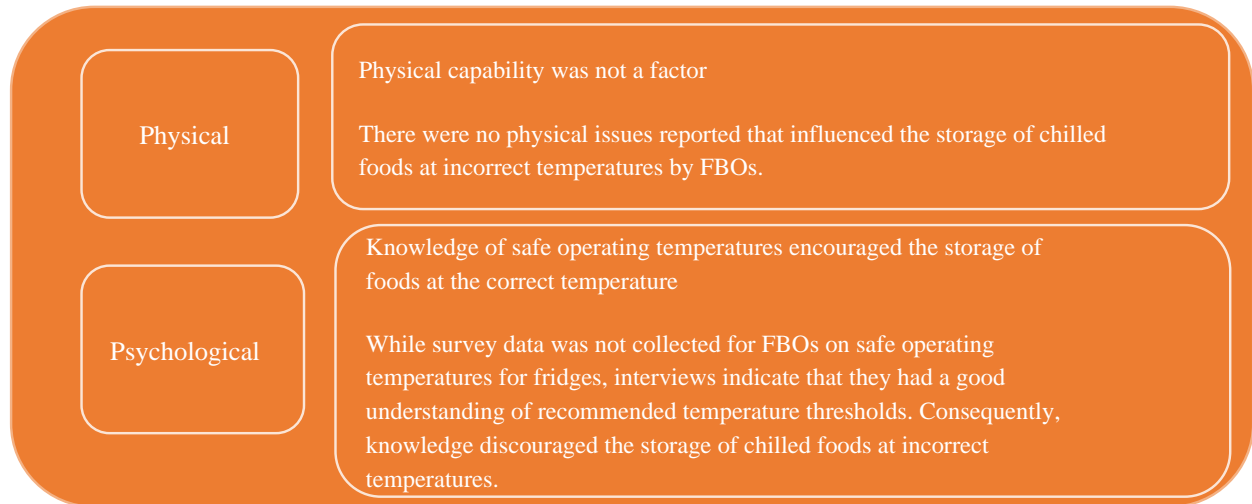 Physical
Physical capability was not a factor
There were no physical issues reported that influenced the storage of chilled
foods at incorrect temperatures by FBOs.
Psychological
Knowledge of safe operating temperatures encouraged the storage of
foods at the correct temperature
While survey data was not collected for FBOs on safe operating
temperatures for fridges, interviews indicate that they had a good
understanding of recommended temperature thresholds. Consequently,
knowledge discouraged the storage of chilled foods at incorrect
temperatures.